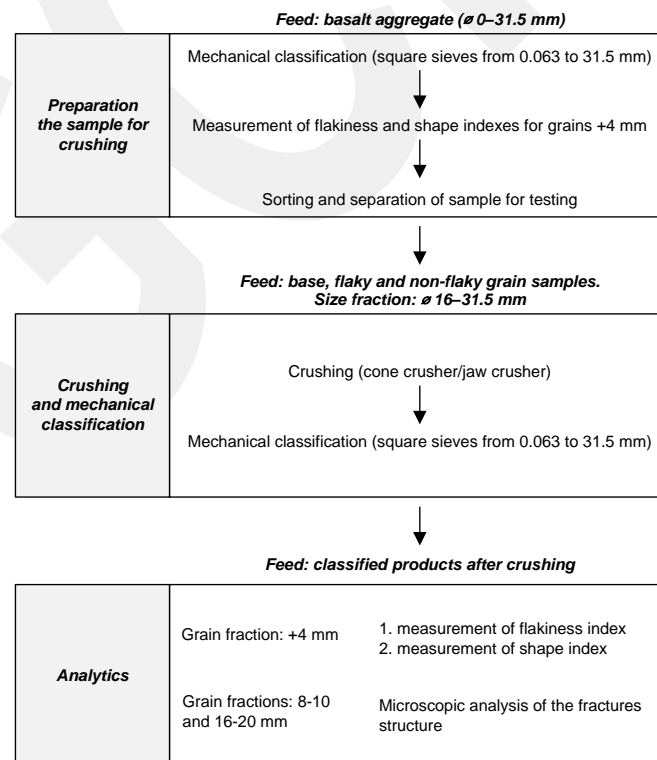 Feed: basalt aggregate (ø 0–31.5 mm)
Preparation
the sample for
crushing
Mechanical classification (square sieves from 0.063 to 31.5 mm)
Measurement of flakiness and shape indexes for grains +4 mm
Sorting and separation of sample for testing
Feed: base, flaky and non-flaky grain samples.
Size fraction: ø 16–31.5 mm
Crushing
and mechanical
classification
Crushing (cone crusher/jaw crusher)
Mechanical classification (square sieves from 0.063 to 31.5 mm)
Feed: classified products after crushing
Analytics
Grain fraction: +4 mm
1. measurement of flakiness index
2. measurement of shape index
Grain fractions: 8-10
and 16-20 mm
Microscopic analysis of the fractures
structure